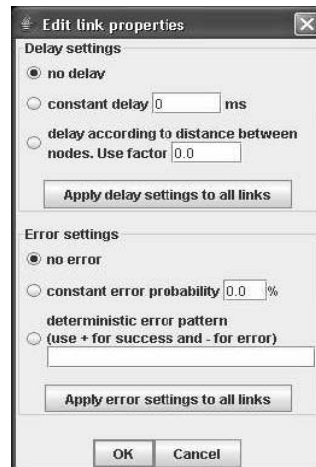 Edit link properties
Delay settings
no delay
constant delay 0 ms
delay according to distance between
nodes. Use factor 0.0
Apply delay settings to all links
Error settings
no error
constant error probability 0.0 %
deterministic error pattern
(use + for success and - for error)
Apply error settings to all links
OK Cancel